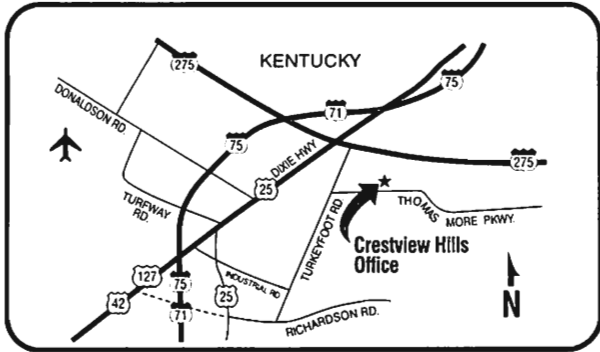 KENTUCKY
275
75
71
DONALDSON RD.
75
DIXIE HWY
275
25
TURFWAY
RD.
TURKEYFOOT RD
THOMAS
MORE PKWY.
Crestview Hills
Office
INDUSTRIAL RD
127
75
25
42
71
RICHARDSON RD.
N